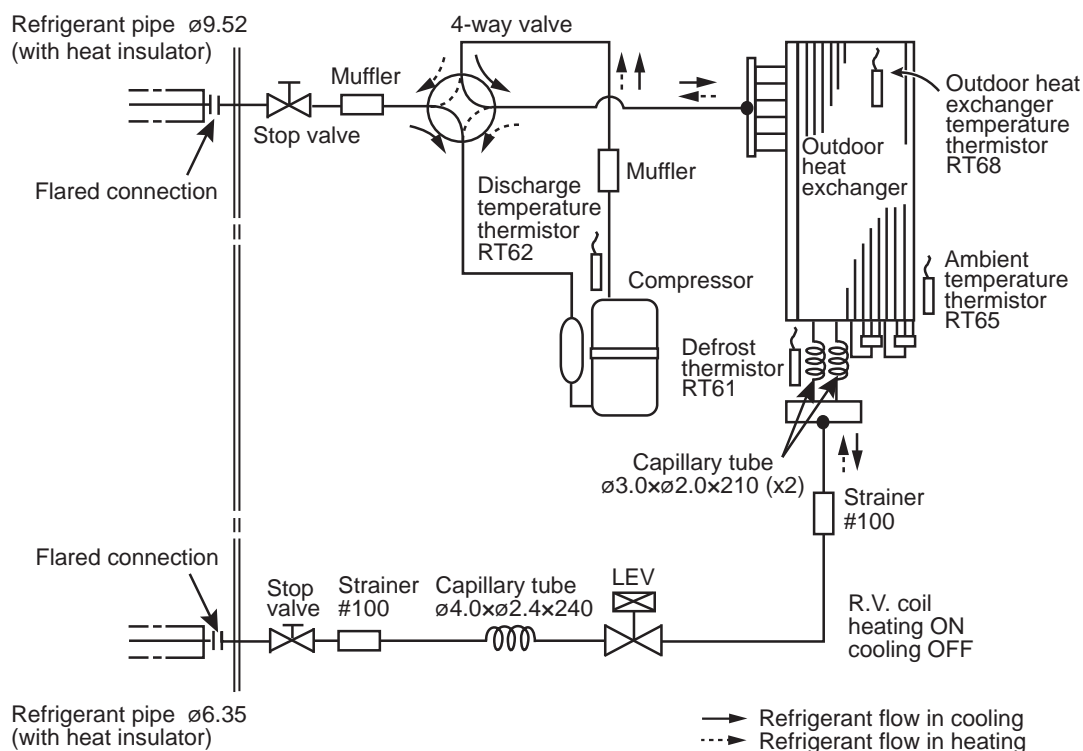 Refrigerant pipe ø9.52
(with heat insulator)
4-way valve
Muffler
Stop valve
Flared connection
Outdoor heat
exchanger
temperature
thermistor
RT68
Outdoor
heat
exchanger
Muffler
Discharge
temperature
thermistor
RT62
Compressor
Ambient
temperature
thermistor
RT65
Defrost
thermistor
RT61
Capillary tube
ø3.0×ø2.0×210 (x2)
Strainer
#100
Flared connection
Stop
valve
Strainer
#100
Capillary tube
ø4.0×ø2.4×240
LEV
R.V. coil
heating ON
cooling OFF
Refrigerant pipe ø6.35
(with heat insulator)
Refrigerant flow in cooling
Refrigerant flow in heating